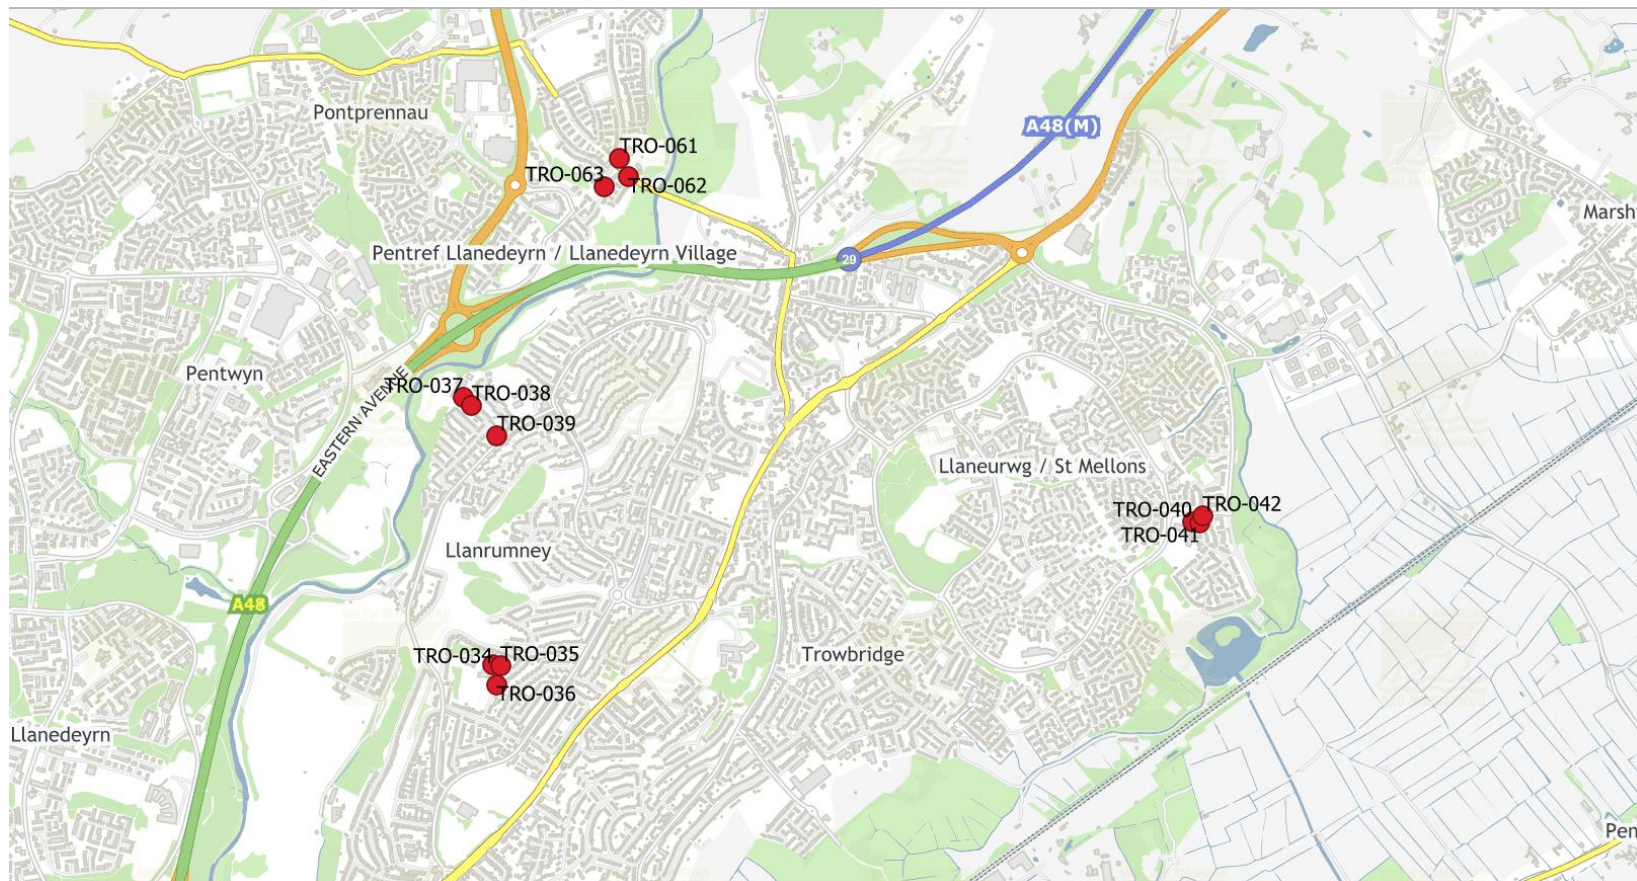 Pontprennau
A48(M)
TRO-061
TRO-063
TRO-062
Marsh
Pentref Llanedeyrn / Llanedeyrn Village
29
Pentwyn
TRO-037
TRO-038
EASTERN AVENUE
TRO-039
Llaneurwg / St Mellons
TRO-040
TRO-042
TRO-041
Llanrumney
A48
TRO-034
TRO-035
Trowbridge
TRO-036
Llanedeyrn
Pen